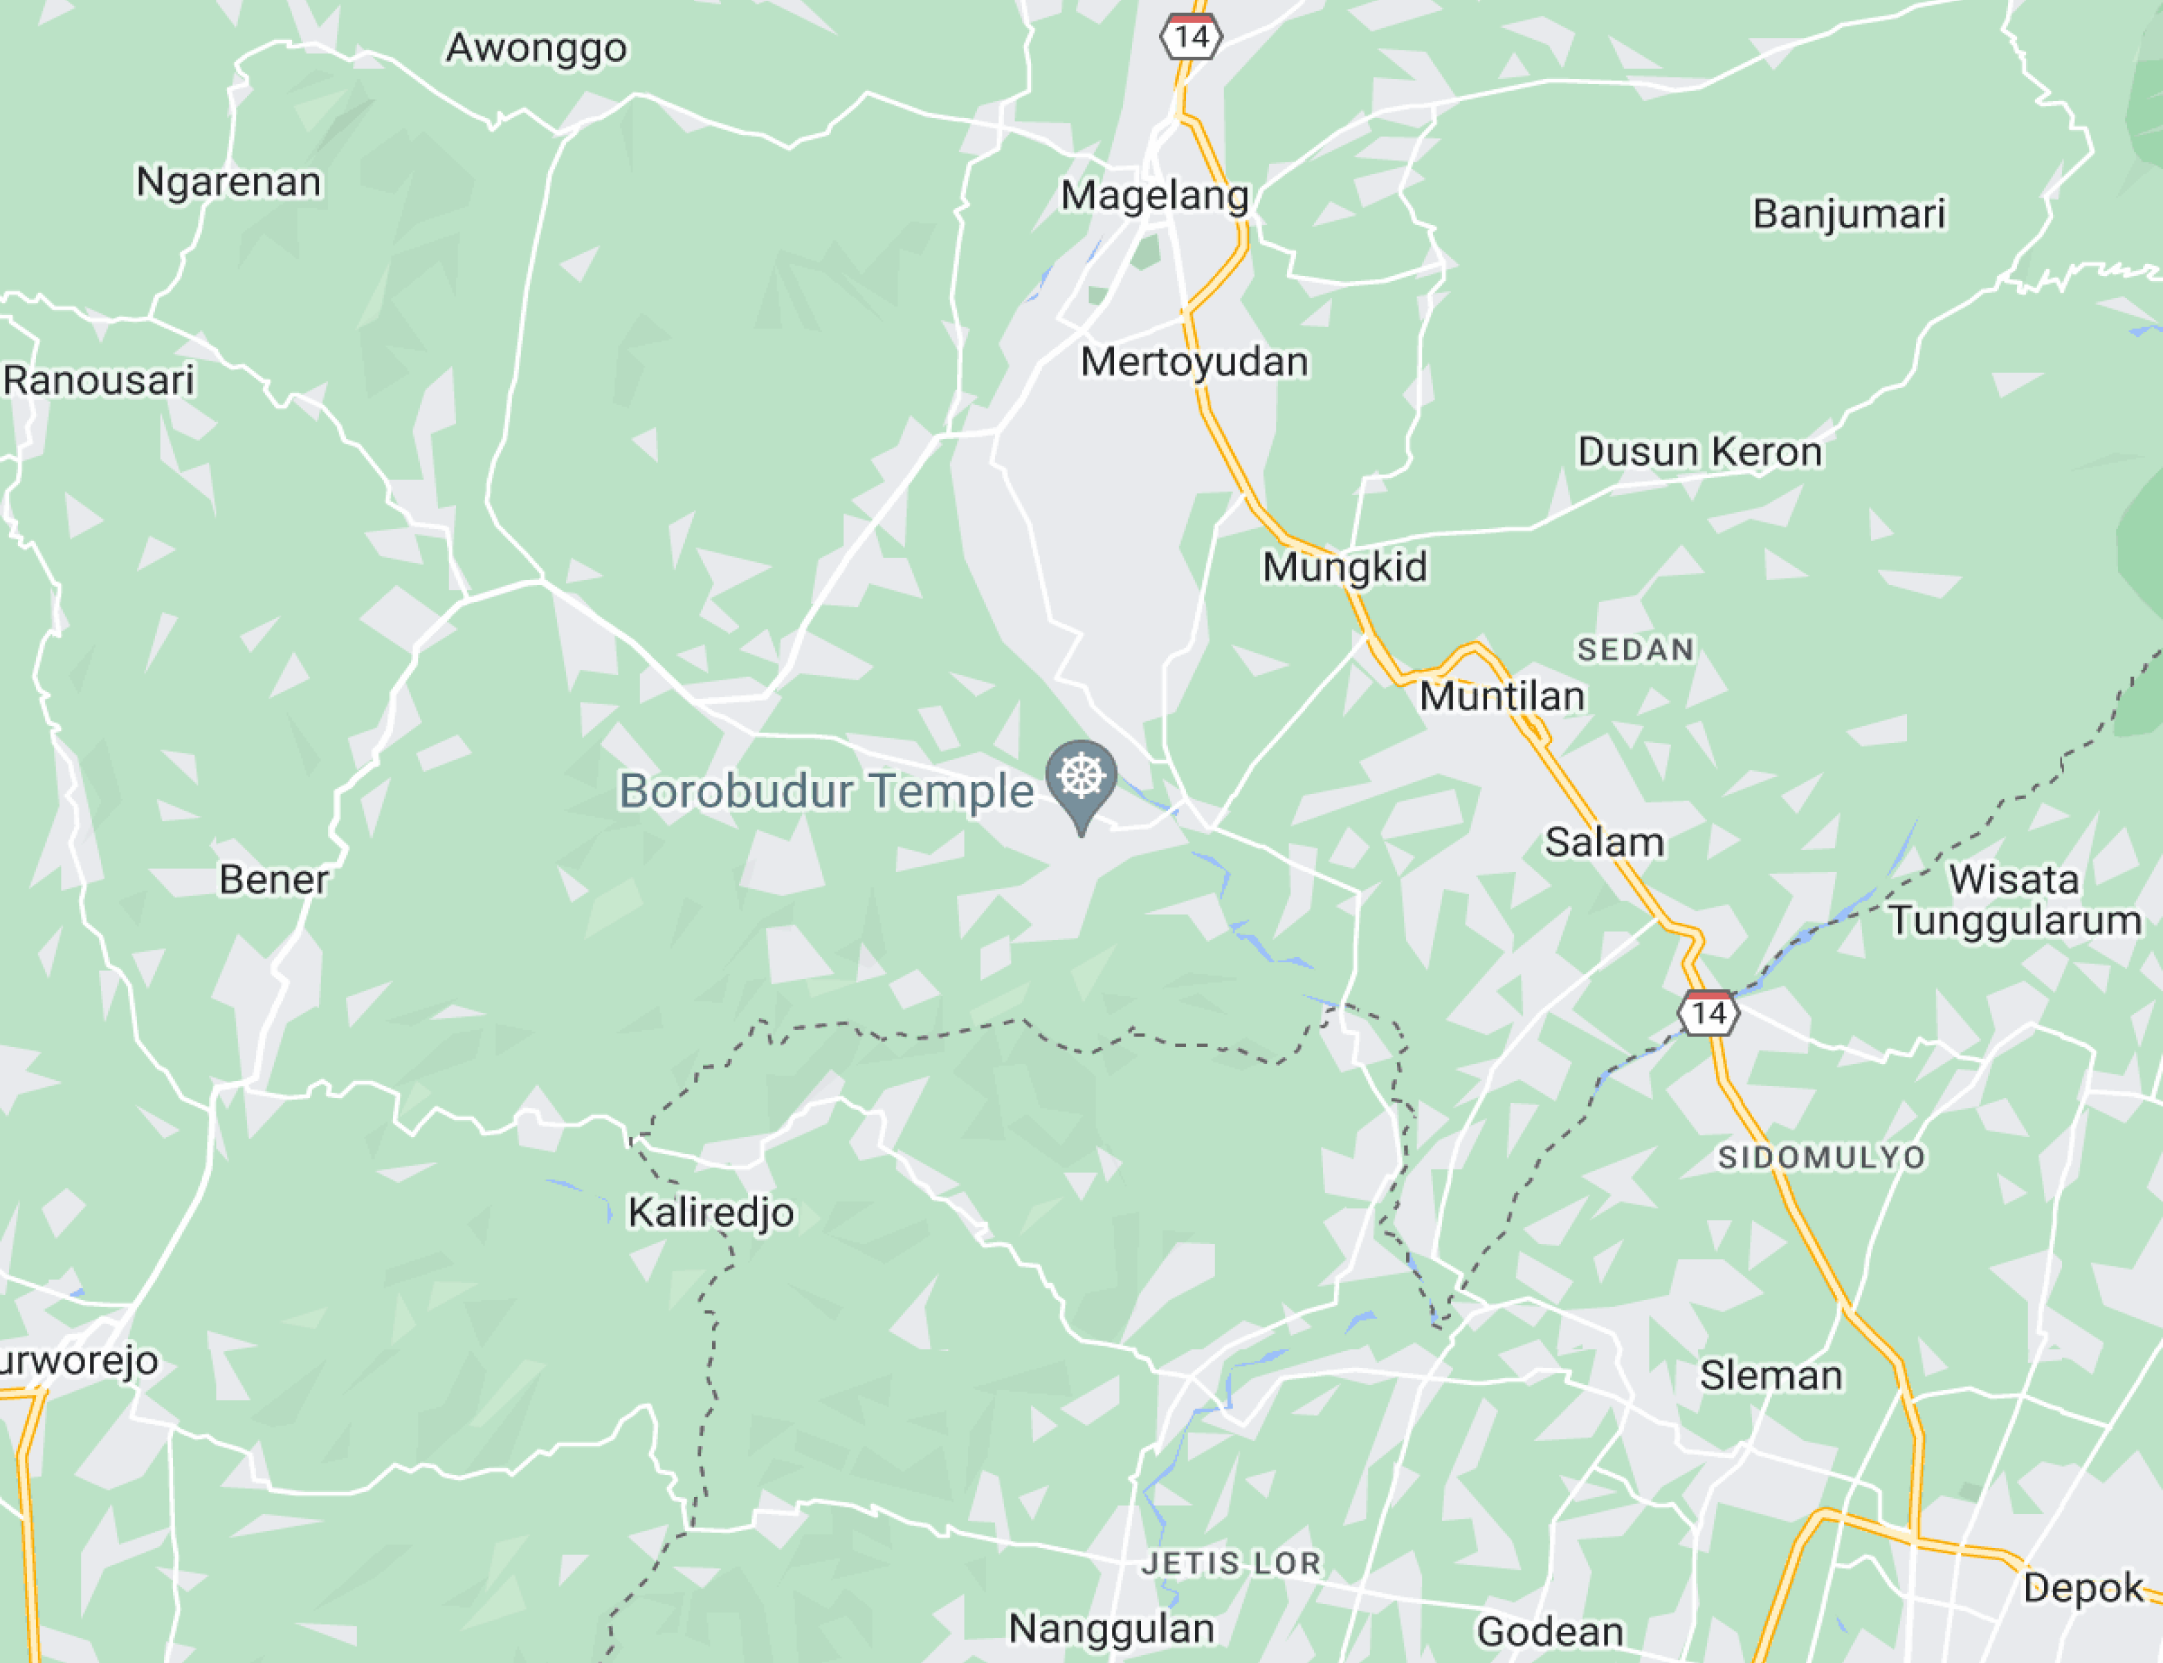 14
Awonggo
Ngarenan
Magelang
Banjumari
Mertoyudan
Ranousari
Dusun Keron
Mungkid
SEDAN
Muntilan
Borobudur Temple
Salam
Bener
Wisata
Tunggularum
14
SIDOMULYO
Kaliredjo
urworejo
Sleman
JETIS LOR
Depok
Nanggulan
Godean